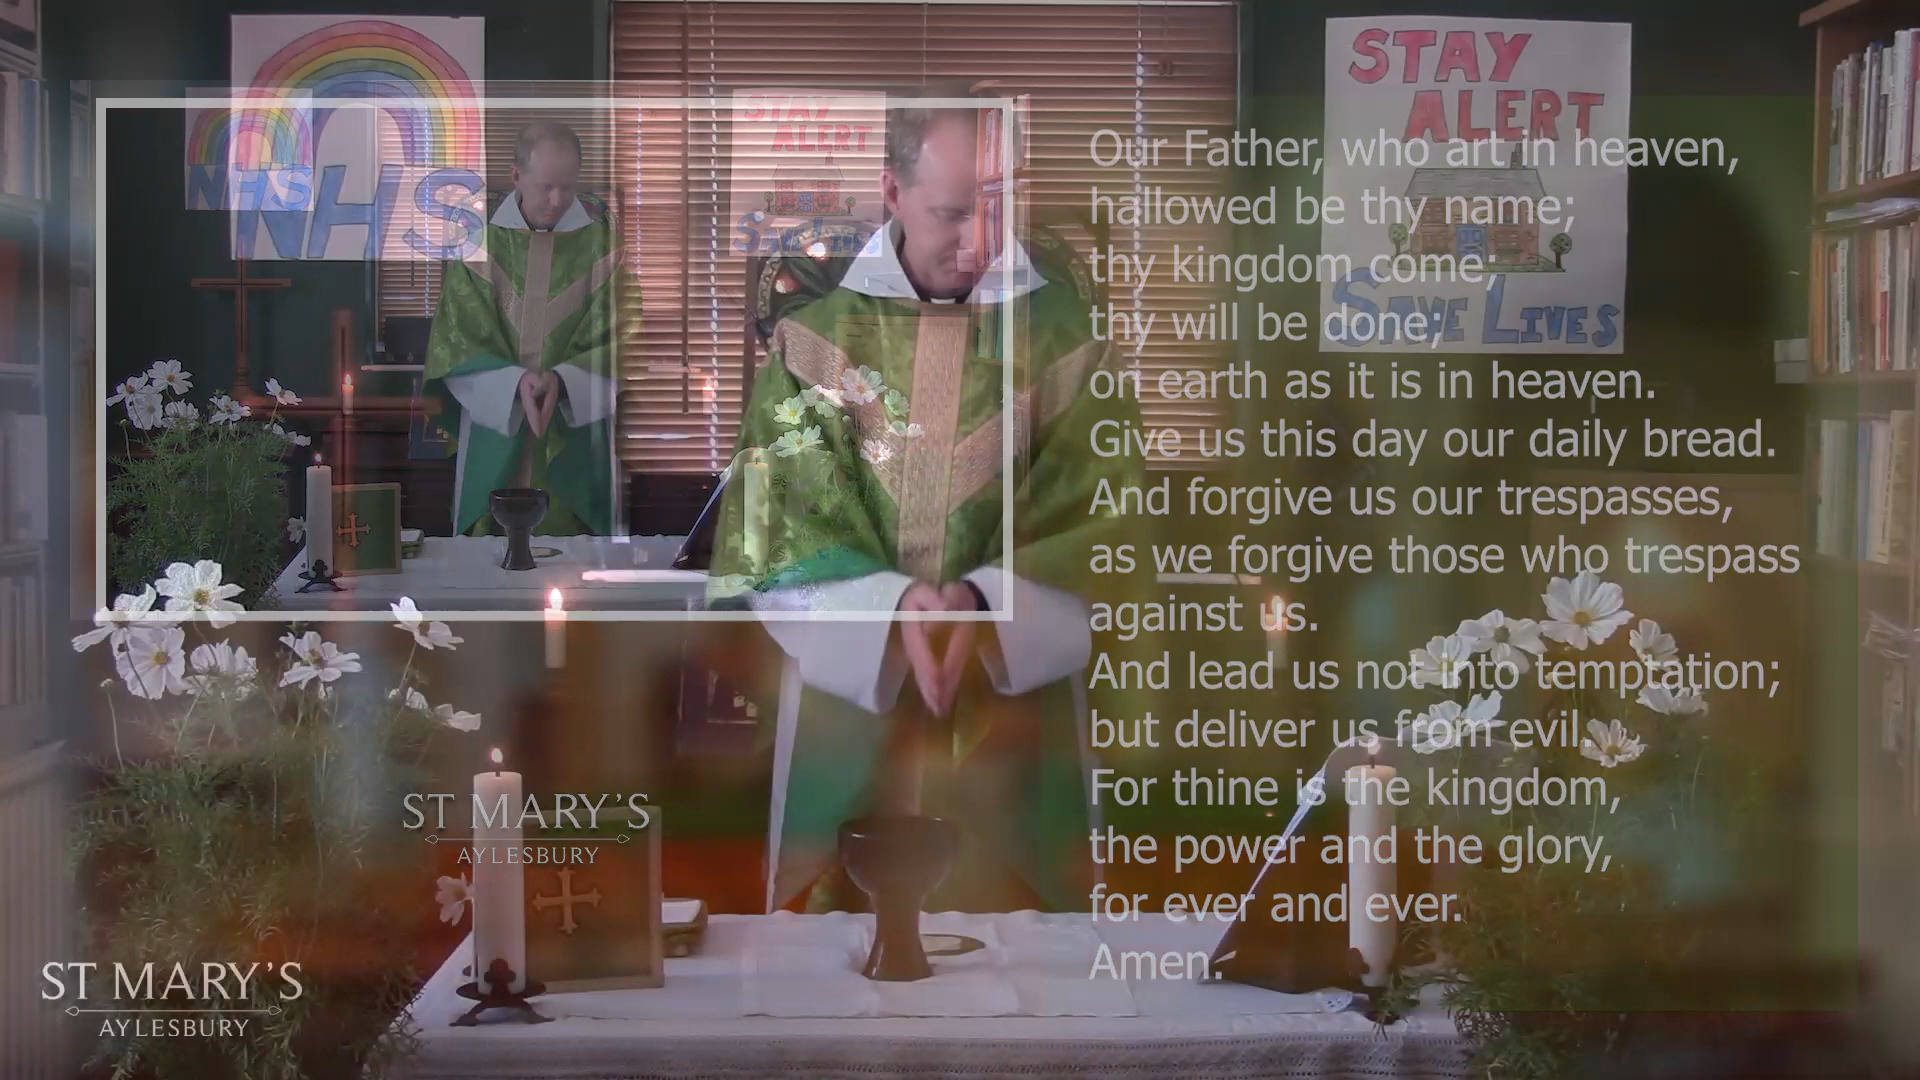 NHS
NHS
STAY
ALERT
SAVE LIVES
STAY
ALERT
SAVE LIVES
Our Father, who art in heaven,
hallowed be thy name;
thy kingdom come;
thy will be done;
on earth as it is in heaven.
Give us this day our daily bread.
And forgive us our trespasses,
as we forgive those who trespass
against us.
And lead us not into temptation;
but deliver us from evil.
For thine is the kingdom,
the power and the glory,
for ever and ever.
Amen.
ST MARY'S
AYLESBURY
ST MARY'S
AYLESBURY